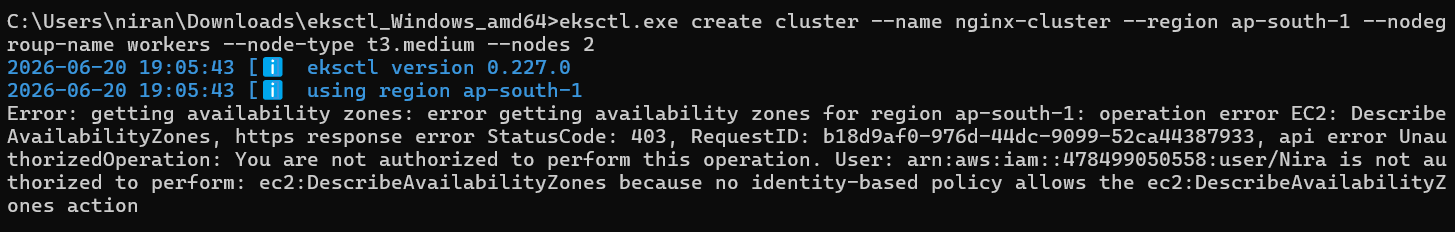 C:\Users\niran\Downloads\eksctl_Windows_amd64>eksctl.exe create cluster --name nginx-cluster --region ap-south-1 --nodeg
roup-name workers --node-type t3.medium --nodes 2
2026-06-20 19:05:43 [ℹ  eksctl version 0.227.0
2026-06-20 19:05:43 [ℹ  using region ap-south-1
Error: getting availability zones: error getting availability zones for region ap-south-1: operation error EC2: Describe
AvailabilityZones, https response error StatusCode: 403, RequestID: b18d9af0-976d-44dc-9099-52ca44387933, api error Unau
thorizedOperation: You are not authorized to perform this operation. User: arn:aws:iam::478499050558:user/Nira is not au
thorized to perform: ec2:DescribeAvailabilityZones because no identity-based policy allows the ec2:DescribeAvailabilityZ
ones action